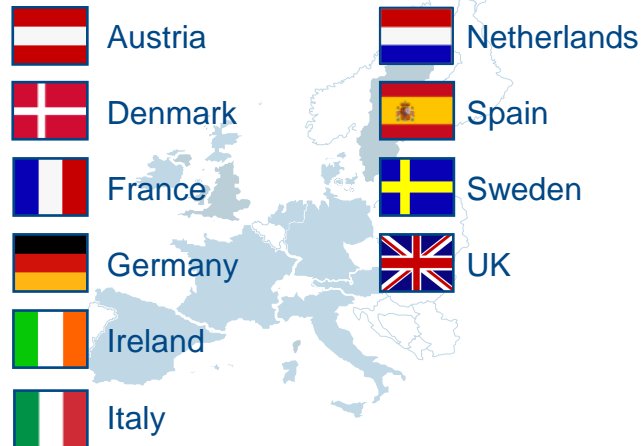 Austria
Denmark
France
Germany
Ireland
Italy
Netherlands
Spain
Sweden
UK